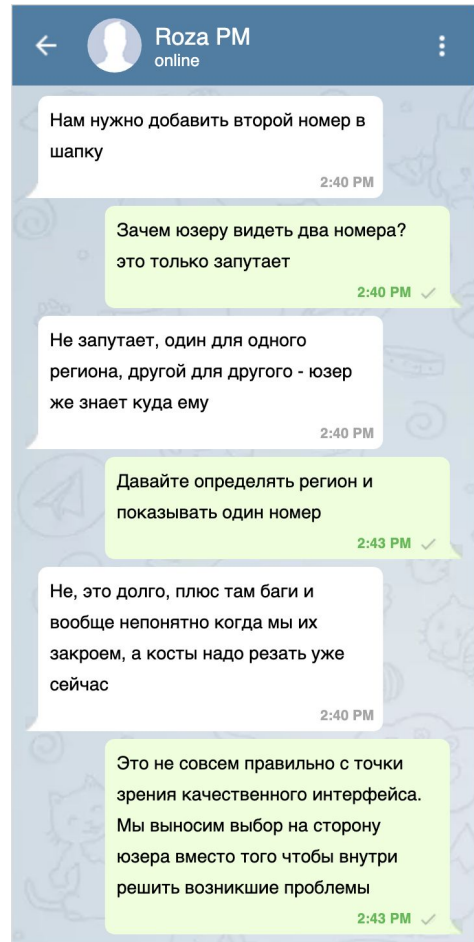 Roza PM
online
Нам нужно добавить второй номер в
шапку
2:40 PM
Зачем юзеру видеть два номера?
это только запутает
2:40 PM
Не запутает, один для одного
региона, другой для другого - юзер
же знает куда ему
2:40 PM
Давайте определять регион и
показывать один номер
2:43 PM
Не, это долго, плюс там баги и
вообще непонятно когда мы их
закроем, а косты надо резать уже
сейчас
2:40 PM
Это не совсем правильно с точки
зрения качественного интерфейса.
Мы выносим выбор на сторону
юзера вместо того чтобы внутри
решить возникшие проблемы
2:43 PM